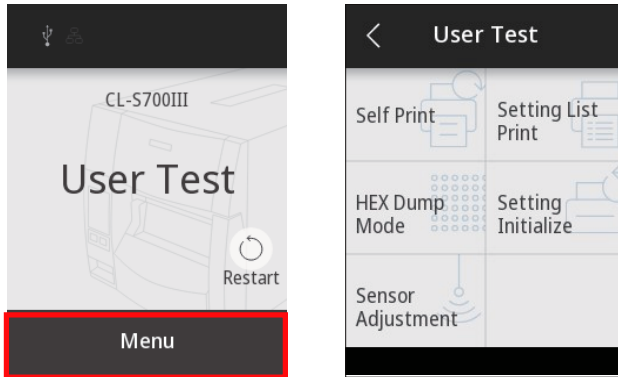 CL-S700III
User Test
Restart
Menu
User Test
Self Print
Setting List
Print
HEX Dump
Mode
Setting
Initialize
Sensor
Adjustment